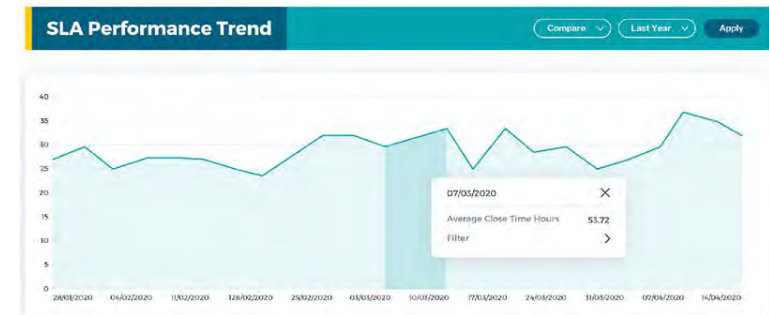 SLA Performance Trend
Compare
Last Year
Apply
40
35
30
25
20
15
10
5
0
07/03/2020
Average Close Time Hours 53.72
Filter
28/01/2020 04/02/2020 11/02/2020 128/02/2020 25/02/2020 03/03/2020 10/03/2020 17/03/2020 24/03/2020 31/03/2020 07/04/2020 14/04/2020